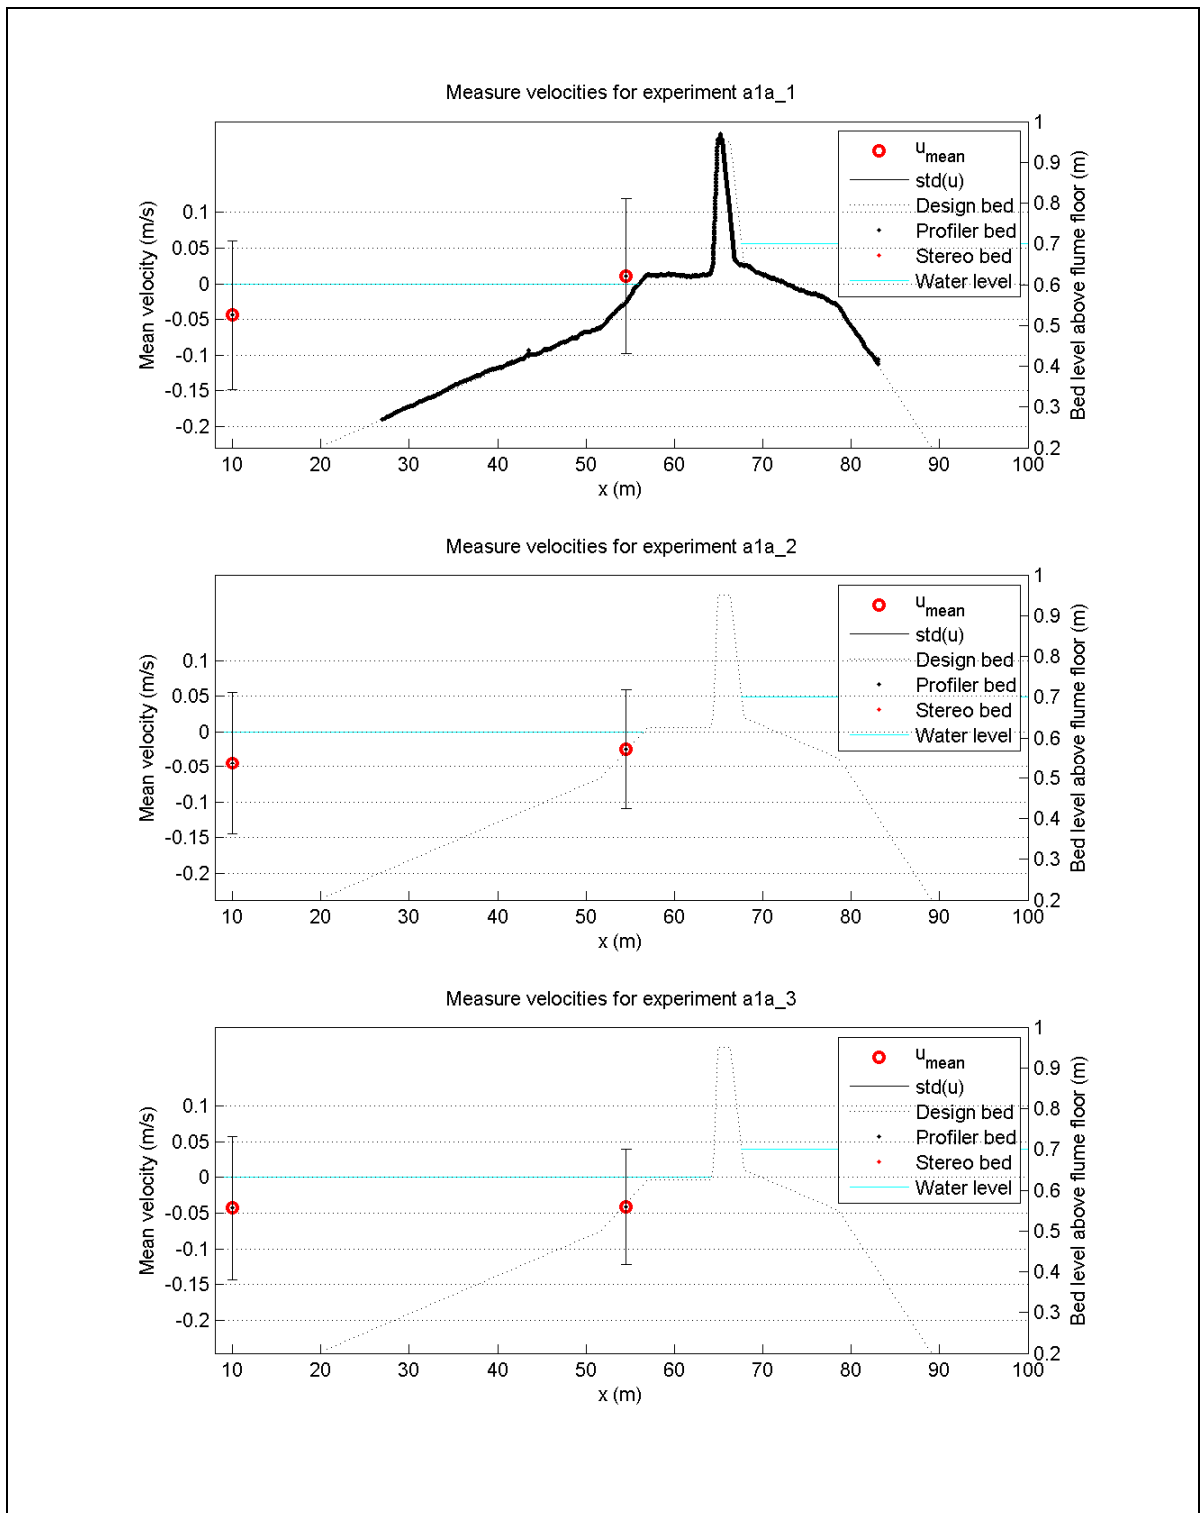 Measure velocities for experiment a1a_1
Mean velocity (m/s)
0.1
0.05
0
-0.05
-0.1
-0.15
-0.2
10 20 30 40 50 60 70 80 90 100
x (m)
1
0.9
0.8
0.7
0.6
0.5
0.4
0.3
0.2
Bed level above flume floor (m)
u_mean
std(u)
Design bed
Profiler bed
Stereo bed
Water level
Measure velocities for experiment a1a_2
Mean velocity (m/s)
0.1
0.05
0
-0.05
-0.1
-0.15
-0.2
10 20 30 40 50 60 70 80 90 100
x (m)
1
0.9
0.8
0.7
0.6
0.5
0.4
0.3
0.2
Bed level above flume floor (m)
u_mean
std(u)
Design bed
Profiler bed
Stereo bed
Water level
Measure velocities for experiment a1a_3
Mean velocity (m/s)
0.1
0.05
0
-0.05
-0.1
-0.15
-0.2
10 20 30 40 50 60 70 80 90 100
x (m)
1
0.9
0.8
0.7
0.6
0.5
0.4
0.3
0.2
Bed level above flume floor (m)
u_mean
std(u)
Design bed
Profiler bed
Stereo bed
Water level